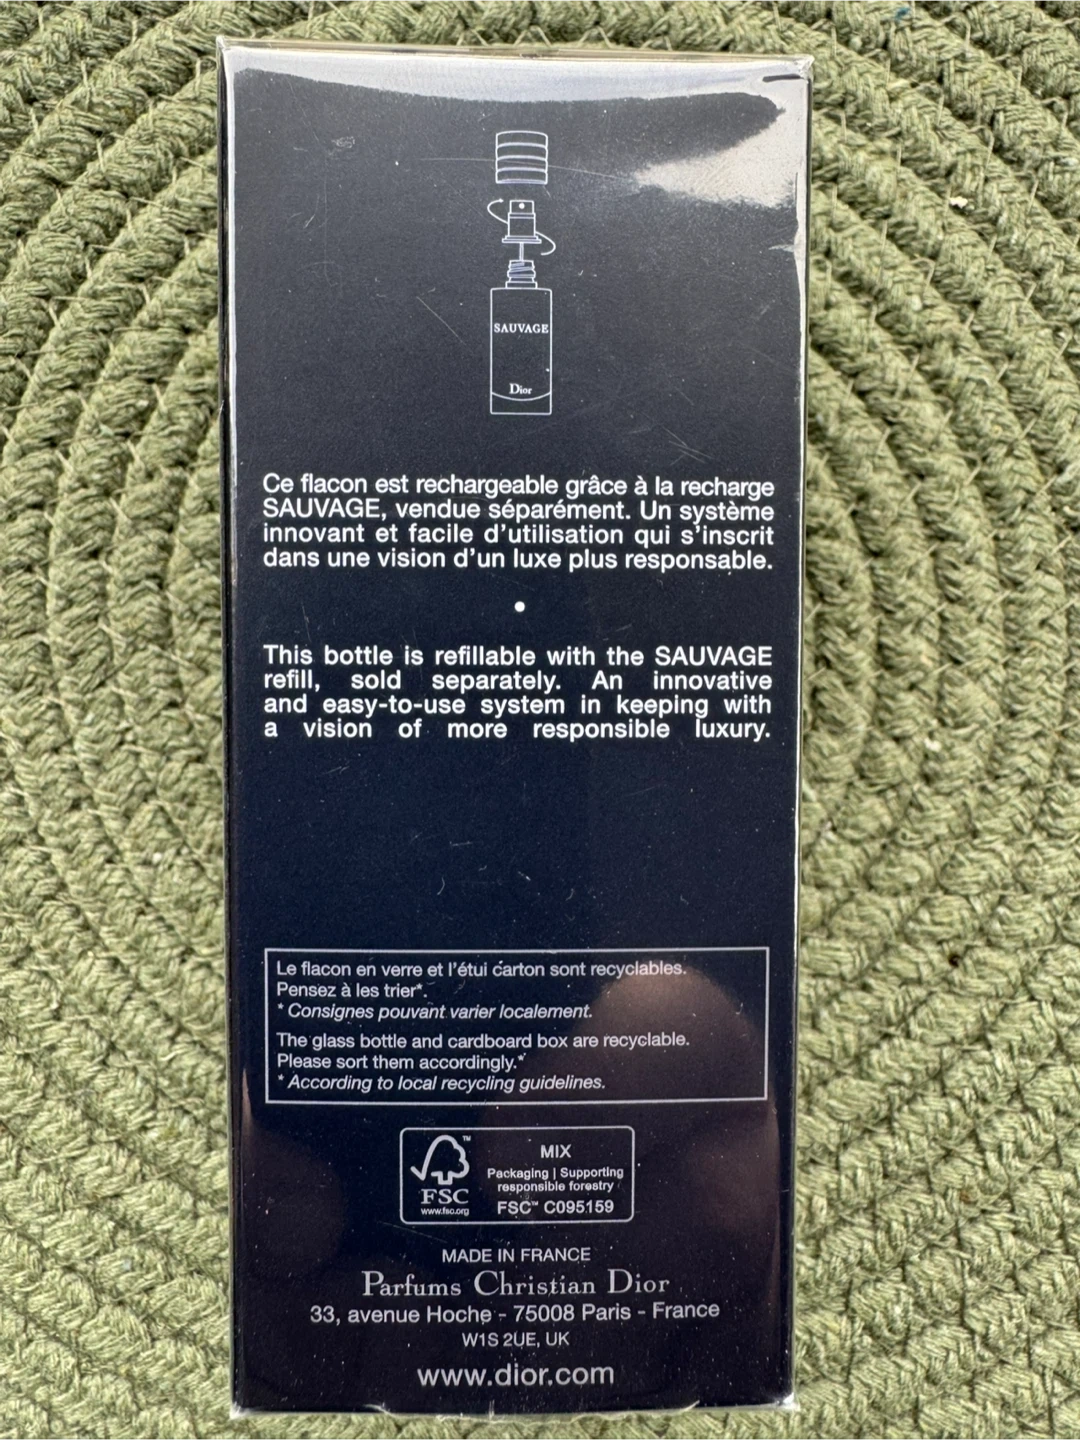 SAUVAGE
Dior
Ce flacon est rechargeable grâce à la recharge
SAUVAGE, vendue séparément. Un système
innovant et facile d'utilisation qui s'inscrit
dans une vision d'un luxe plus responsable.
•
This bottle is refillable with the SAUVAGE
refill, sold separately. An innovative
and easy-to-use system in keeping with
a vision of more responsible luxury.
Le flacon en verre et l'étui carton sont recyclables.
Pensez à les trier*.
* Consignes pouvant varier localement.
The glass bottle and cardboard box are recyclable.
Please sort them accordingly.*
* According to local recycling guidelines.
FSC
www.fsc.org
MIX
Packaging | Supporting
responsible forestry
FSC™ C095159
MADE IN FRANCE
Parfums Christian Dior
33, avenue Hoche - 75008 Paris - France
W1S 2UE, UK
www.dior.com